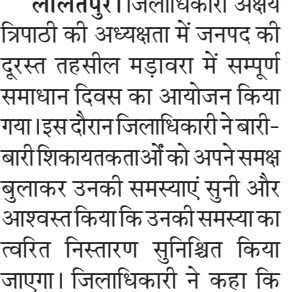 ललितपुर। जिलाधिकारी अक्षय
त्रिपाठी की अध्यक्षता में जनपद की
दूरस्त तहसील मड़ावरा में सम्पूर्ण
समाधान दिवस का आयोजन किया
गया। इस दौरान जिलाधिकारी ने बारी-
बारी शिकायतकताओं को अपने समक्ष
बुलाकर उनकी समस्याएं सुनी और
आश्वस्त किया कि उनकी समस्या का
त्वरित निस्तारण सुनिश्चित किया
जाएगा। जिलाधिकारी ने कहा कि